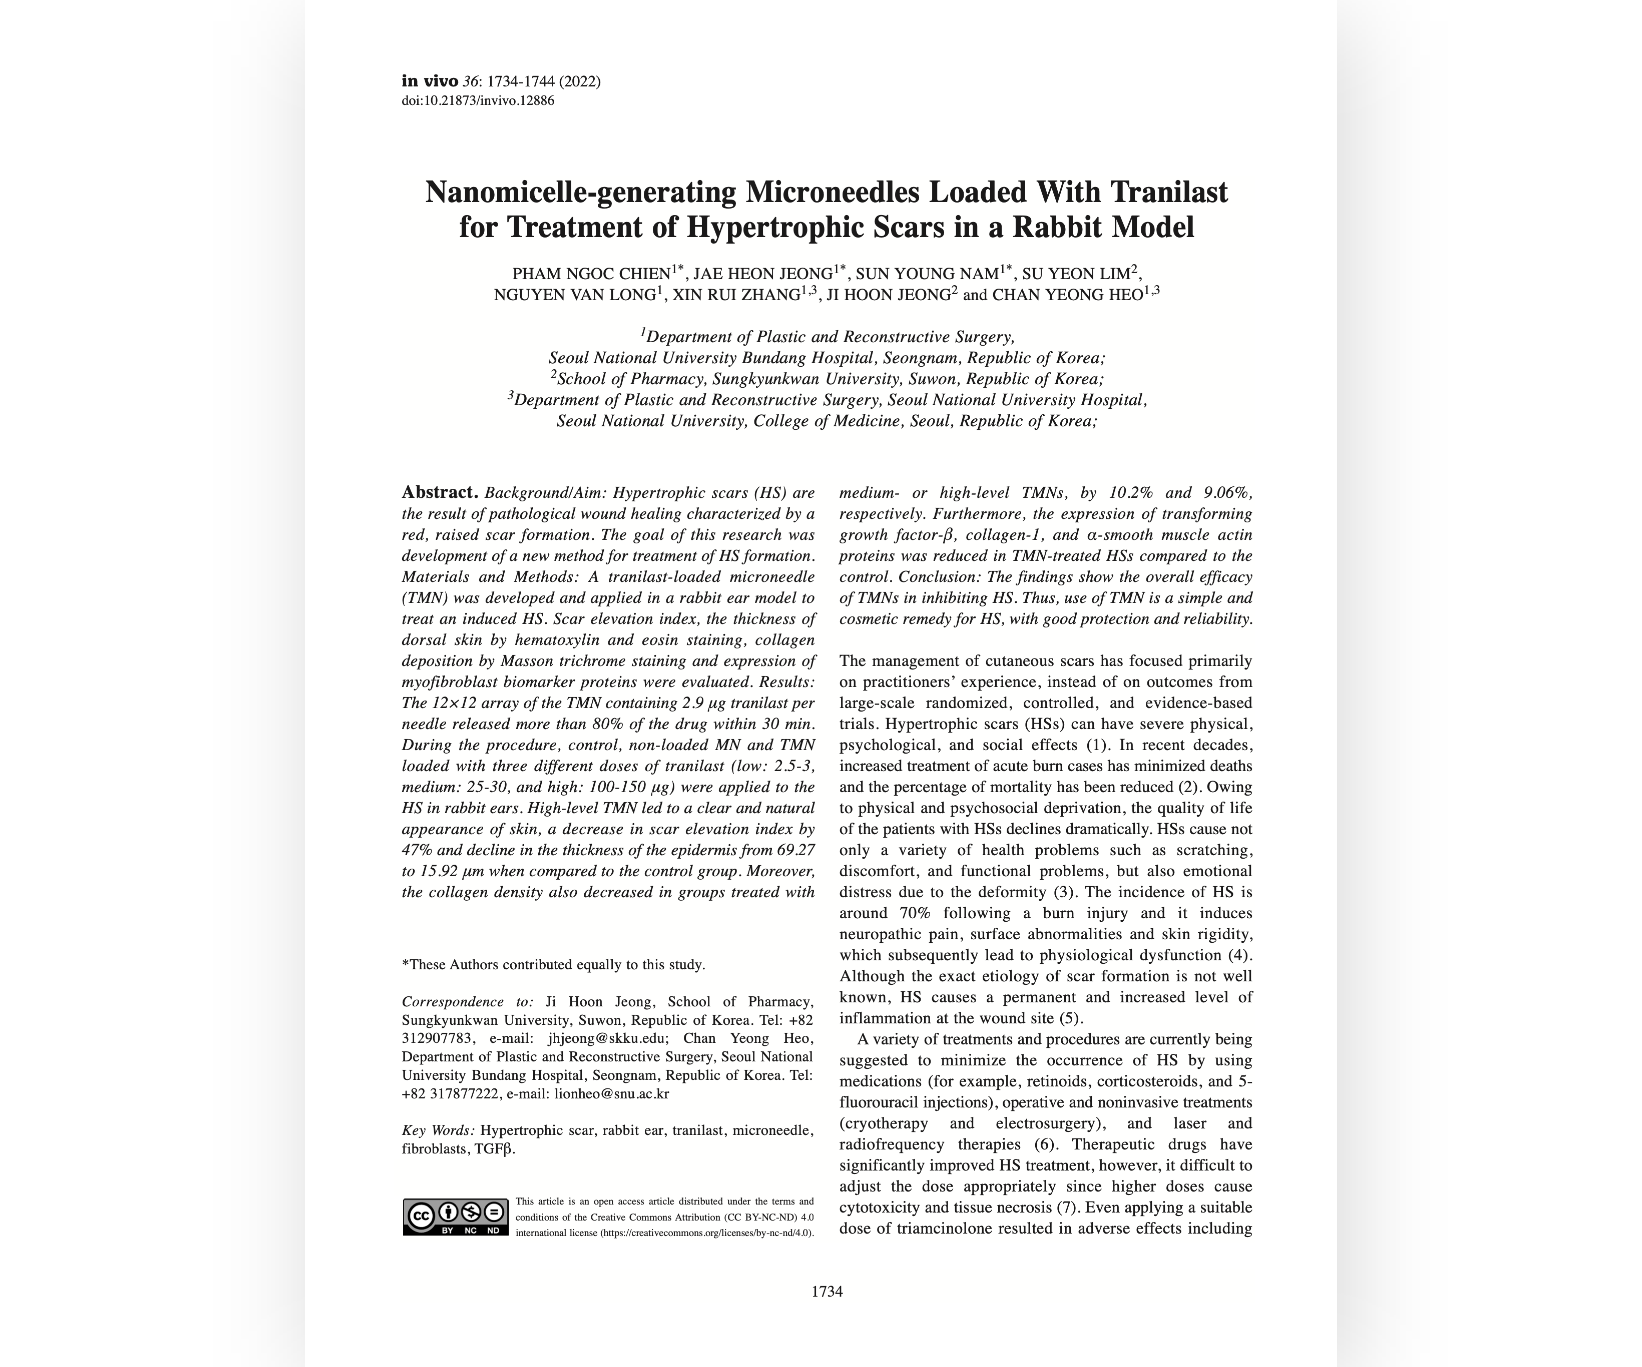 in vivo 36: 1734-1744 (2022)
doi:10.21873/invivo.12886
Nanomicelle-generating Microneedles Loaded With Tranilast
for Treatment of Hypertrophic Scars in a Rabbit Model
PHAM NGOC CHIEN1*, JAE HEON JEONG1*, SUN YOUNG NAM1*, SU YEON LIM2,
NGUYEN VAN LONG1, XIN RUI ZHANG1,3, JI HOON JEONG2 and CHAN YEONG HEO1,3
1Department of Plastic and Reconstructive Surgery,
Seoul National University Bundang Hospital, Seongnam, Republic of Korea;
2School of Pharmacy, Sungkyunkwan University, Suwon, Republic of Korea;
3Department of Plastic and Reconstructive Surgery, Seoul National University Hospital,
Seoul National University, College of Medicine, Seoul, Republic of Korea;
Abstract. Background/Aim: Hypertrophic scars (HS) are
the result of pathological wound healing characterized by a
red, raised scar formation. The goal of this research was
development of a new method for treatment of HS formation.
Materials and Methods: A tranilast-loaded microneedle
(TMN) was developed and applied in a rabbit ear model to
treat an induced HS. Scar elevation index, the thickness of
dorsal skin by hematoxylin and eosin staining, collagen
deposition by Masson trichrome staining and expression of
myofibroblast biomarker proteins were evaluated. Results:
The 12×12 array of the TMN containing 2.9 μg tranilast per
needle released more than 80% of the drug within 30 min.
During the procedure, control, non-loaded MN and TMN
loaded with three different doses of tranilast (low: 2.5-3,
medium: 25-30, and high: 100-150 μg) were applied to the
HS in rabbit ears. High-level TMN led to a clear and natural
appearance of skin, a decrease in scar elevation index by
47% and decline in the thickness of the epidermis from 69.27
to 15.92 μm when compared to the control group. Moreover,
the collagen density also decreased in groups treated with
*These Authors contributed equally to this study.
Correspondence to: Ji Hoon Jeong, School of Pharmacy,
Sungkyunkwan University, Suwon, Republic of Korea. Tel: +82
312907783, e-mail: jhjeong@skku.edu; Chan Yeong Heo,
Department of Plastic and Reconstructive Surgery, Seoul National
University Bundang Hospital, Seongnam, Republic of Korea. Tel:
+82 317877222, e-mail: lionheo@snu.ac.kr
Key Words: Hypertrophic scar, rabbit ear, tranilast, microneedle,
fibroblasts, TGFβ.
cc BY NC ND
This article is an open access article distributed under the terms and
conditions of the Creative Commons Attribution (CC BY-NC-ND) 4.0
international license (https://creativecommons.org/licenses/by-nc-nd/4.0).
medium- or high-level TMNs, by 10.2% and 9.06%,
respectively. Furthermore, the expression of transforming
growth factor-β, collagen-1, and α-smooth muscle actin
proteins was reduced in TMN-treated HSs compared to the
control. Conclusion: The findings show the overall efficacy
of TMNs in inhibiting HS. Thus, use of TMN is a simple and
cosmetic remedy for HS, with good protection and reliability.
The management of cutaneous scars has focused primarily
on practitioners' experience, instead of on outcomes from
large-scale randomized, controlled, and evidence-based
trials. Hypertrophic scars (HSs) can have severe physical,
psychological, and social effects (1). In recent decades,
increased treatment of acute burn cases has minimized deaths
and the percentage of mortality has been reduced (2). Owing
to physical and psychosocial deprivation, the quality of life
of the patients with HSs declines dramatically. HSs cause not
only a variety of health problems such as scratching,
discomfort, and functional problems, but also emotional
distress due to the deformity (3). The incidence of HS is
around 70% following a burn injury and it induces
neuropathic pain, surface abnormalities and skin rigidity,
which subsequently lead to physiological dysfunction (4).
Although the exact etiology of scar formation is not well
known, HS causes a permanent and increased level of
inflammation at the wound site (5).
A variety of treatments and procedures are currently being
suggested to minimize the occurrence of HS by using
medications (for example, retinoids, corticosteroids, and 5-
fluorouracil injections), operative and noninvasive treatments
(cryotherapy and electrosurgery), and laser and
radiofrequency therapies (6). Therapeutic drugs have
significantly improved HS treatment, however, it difficult to
adjust the dose appropriately since higher doses cause
cytotoxicity and tissue necrosis (7). Even applying a suitable
dose of triamcinolone resulted in adverse effects including
1734